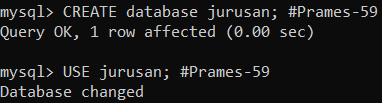 mysql> CREATE database jurusan; #Prames-59
Query OK, 1 row affected (0.00 sec)
mysql> USE jurusan; #Prames-59
Database changed